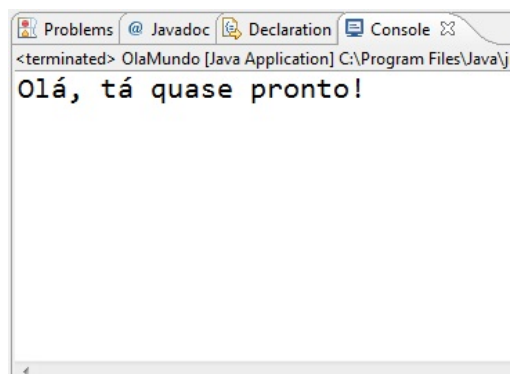 Problems @ Javadoc Declaration Console
<terminated> OlaMundo [Java Application] C:\Program Files\Java\j
Olá, tá quase pronto!